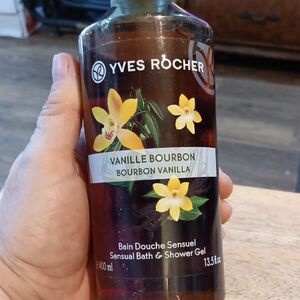 YVES ROCHER
VANILLE BOURBON
BOURBON VANILLA
Bain Douche Sensuel
Sensual Bath & Shower Gel
℮400 ml 13.5 fl.oz